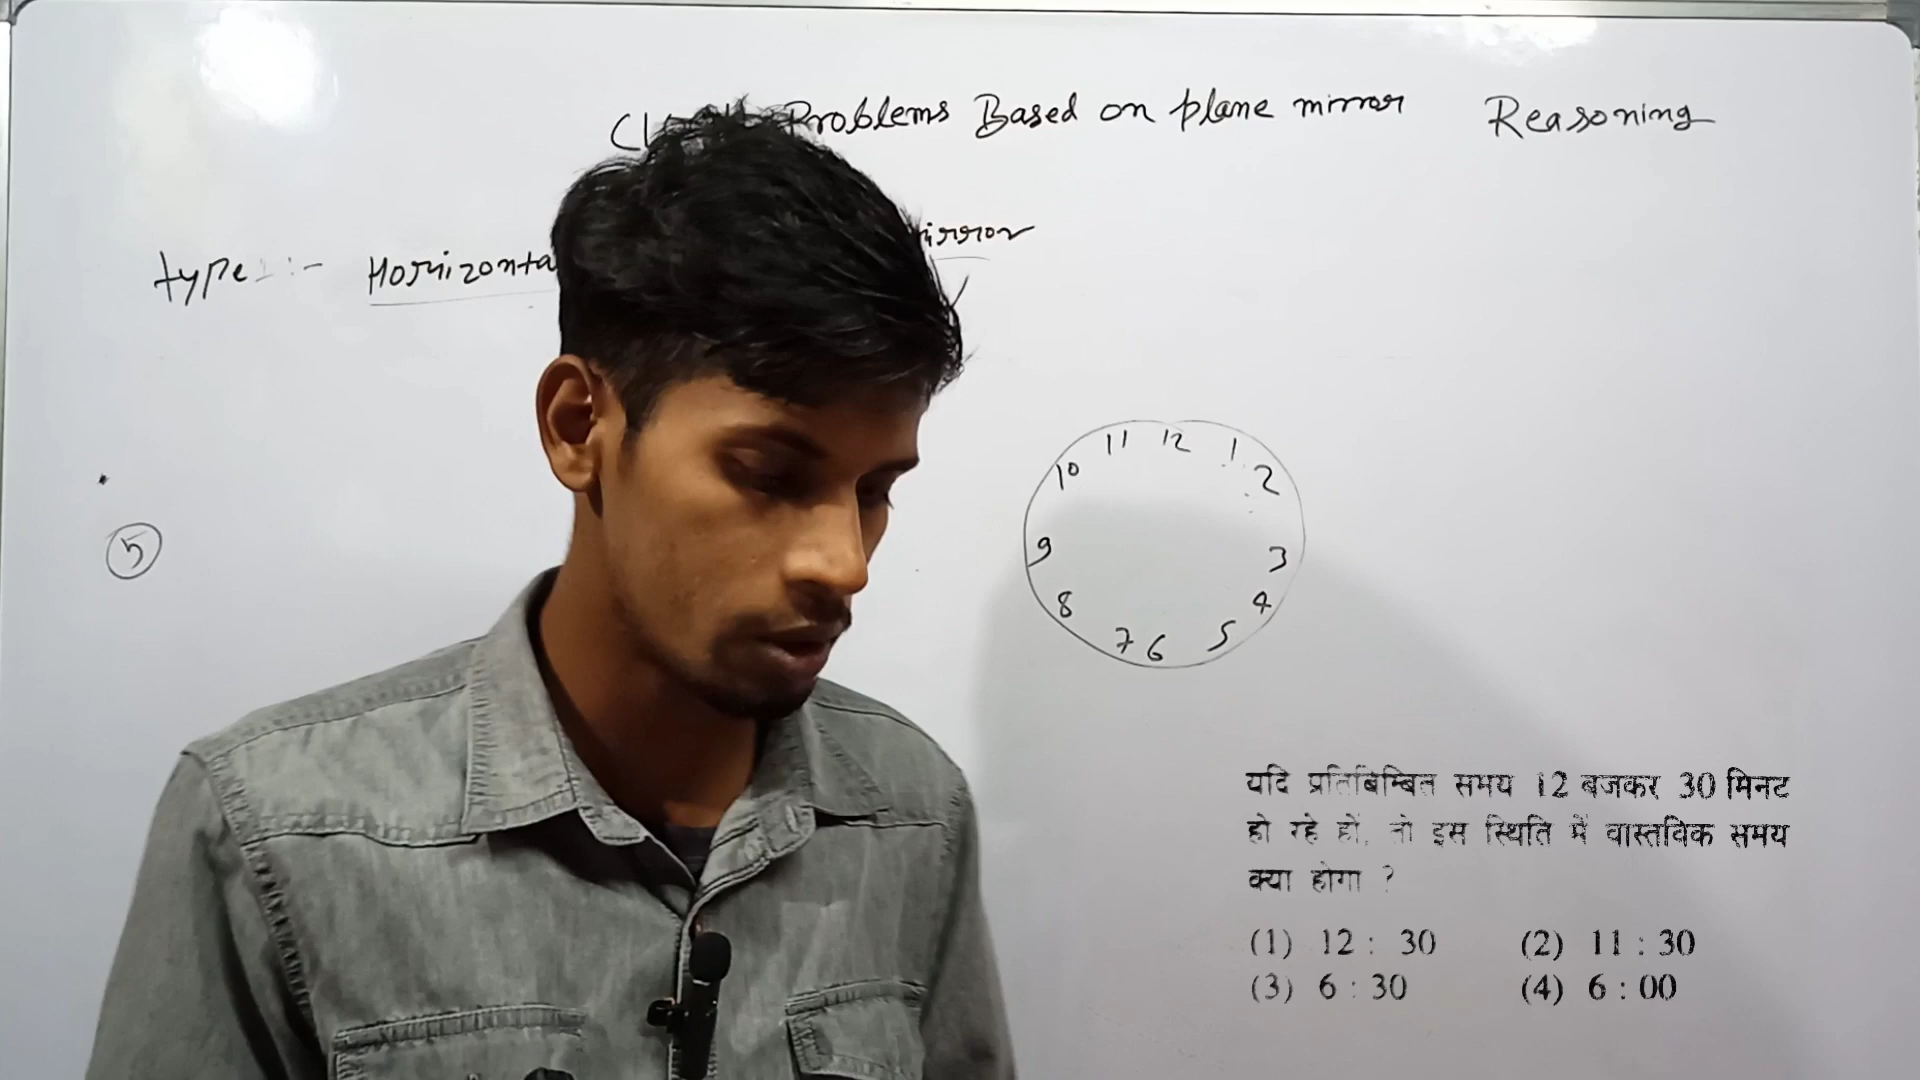 Problems Based on plane mirror Reasoning
type :-
11 12 1
10 2
9 3
8 4
7 6 5
5
यदि प्रतिबिम्बित समय 12 बजकर 30 मिनट
हो रहे हों, तो इस स्थिति में वास्तविक समय
क्या होगा ?
(1) 12 : 30 (2) 11 : 30
(3) 6 : 30 (4) 6 : 00